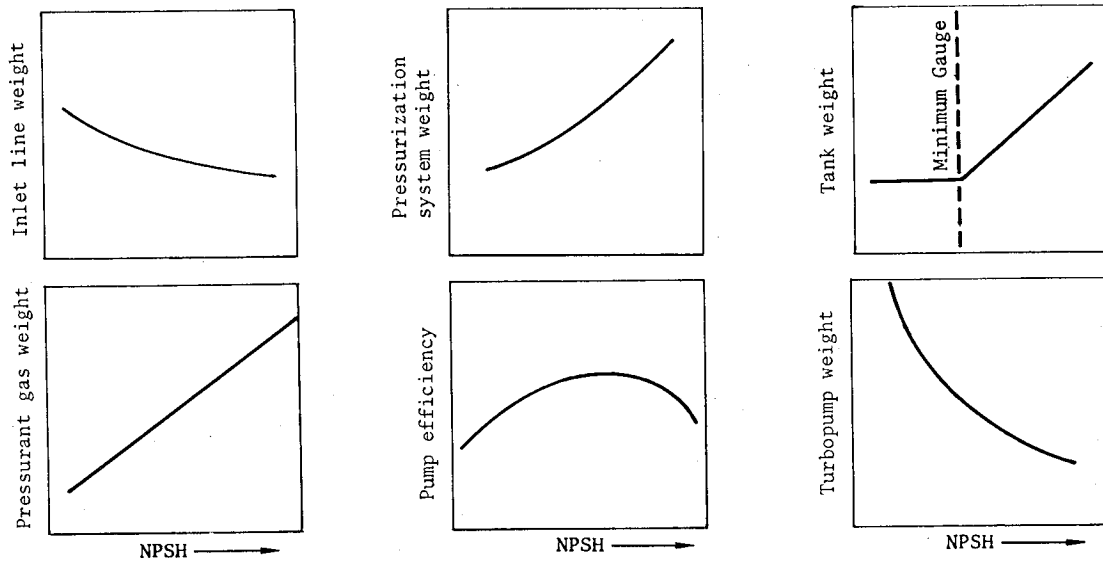 Inlet line weight
Pressurization
system weight
Tank weight
Minimum Gauge
Pressurant gas weight
Pump efficiency
Turbopump weight
NPSH
NPSH
NPSH